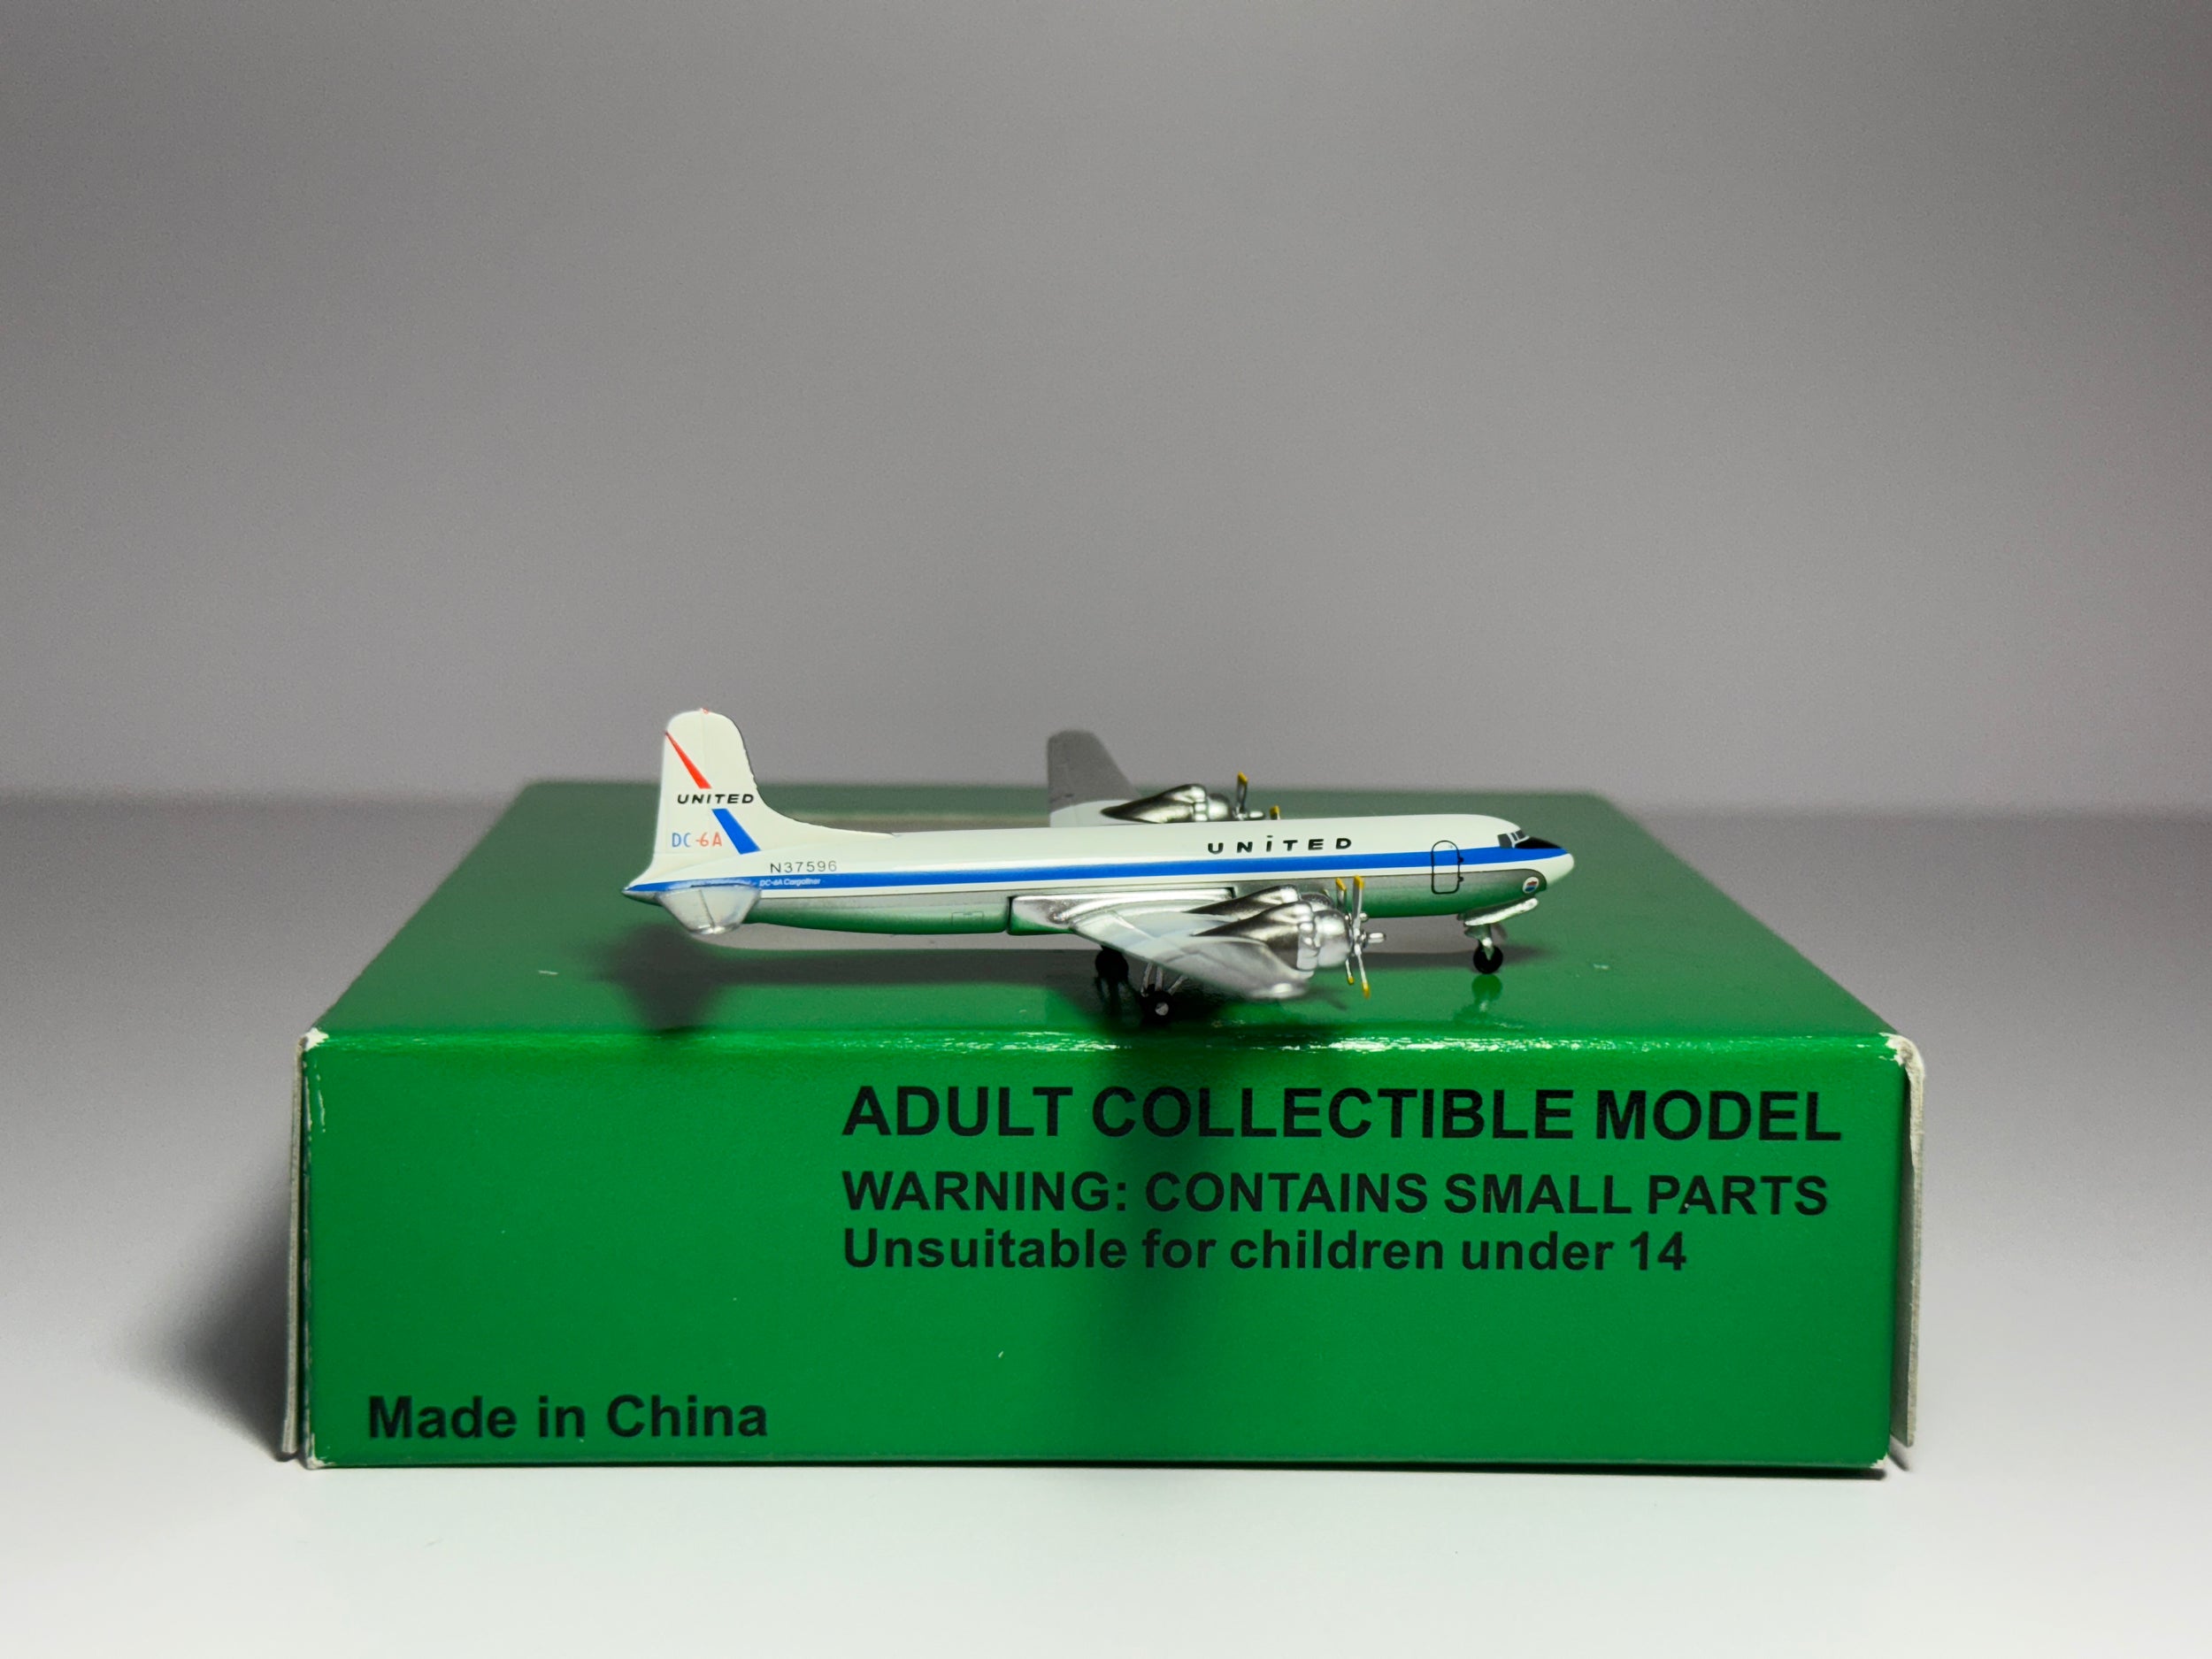 UNITED
DC-6A
N37596
DC-6A Cargoliner
UNiTED
ADULT COLLECTIBLE MODEL
WARNING: CONTAINS SMALL PARTS
Unsuitable for children under 14
Made in China